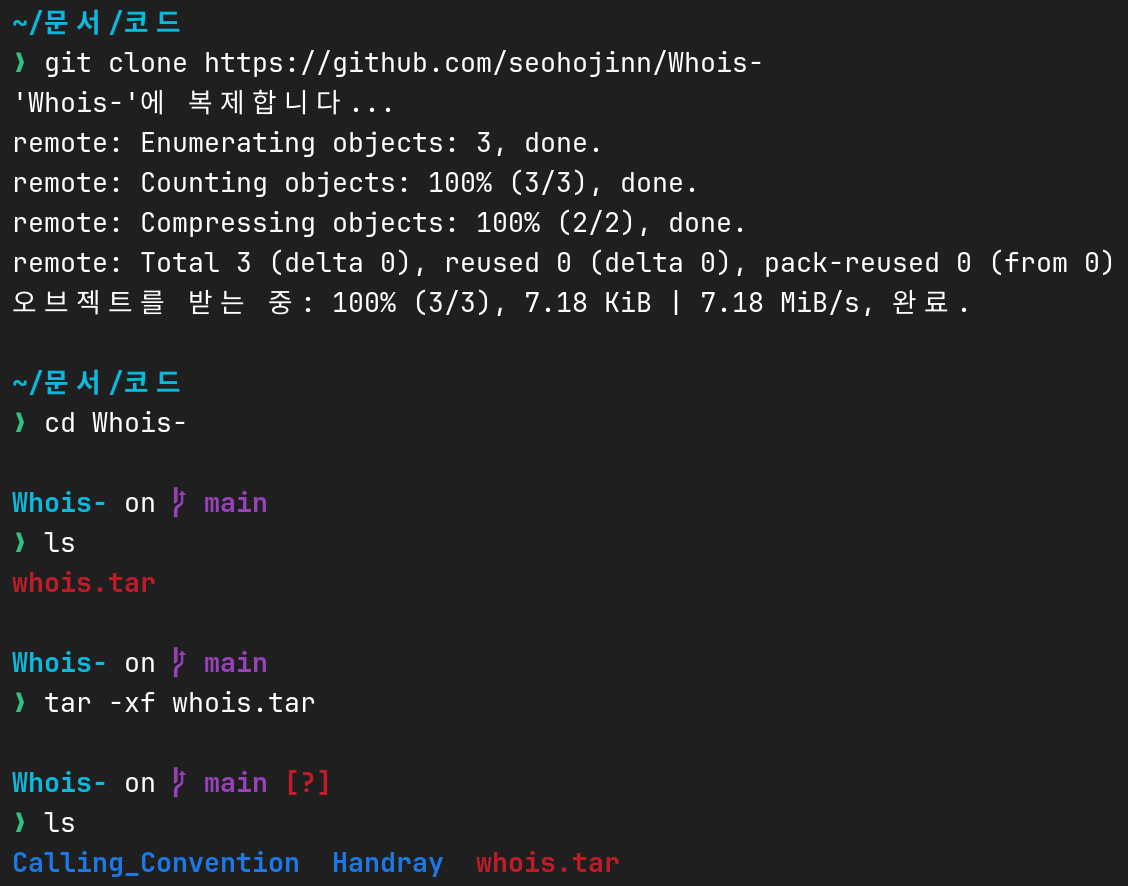 ~/문서/코드
❱ git clone https://github.com/seohojinn/Whois-
'Whois-'에 복제합니다...
remote: Enumerating objects: 3, done.
remote: Counting objects: 100% (3/3), done.
remote: Compressing objects: 100% (2/2), done.
remote: Total 3 (delta 0), reused 0 (delta 0), pack-reused 0 (from 0)
오브젝트를 받는 중: 100% (3/3), 7.18 KiB | 7.18 MiB/s, 완료.
~/문서/코드
❱ cd Whois-
Whois- on main
❱ ls
whois.tar
Whois- on main
❱ tar -xf whois.tar
Whois- on main [?]
❱ ls
Calling_Convention  Handray  whois.tar